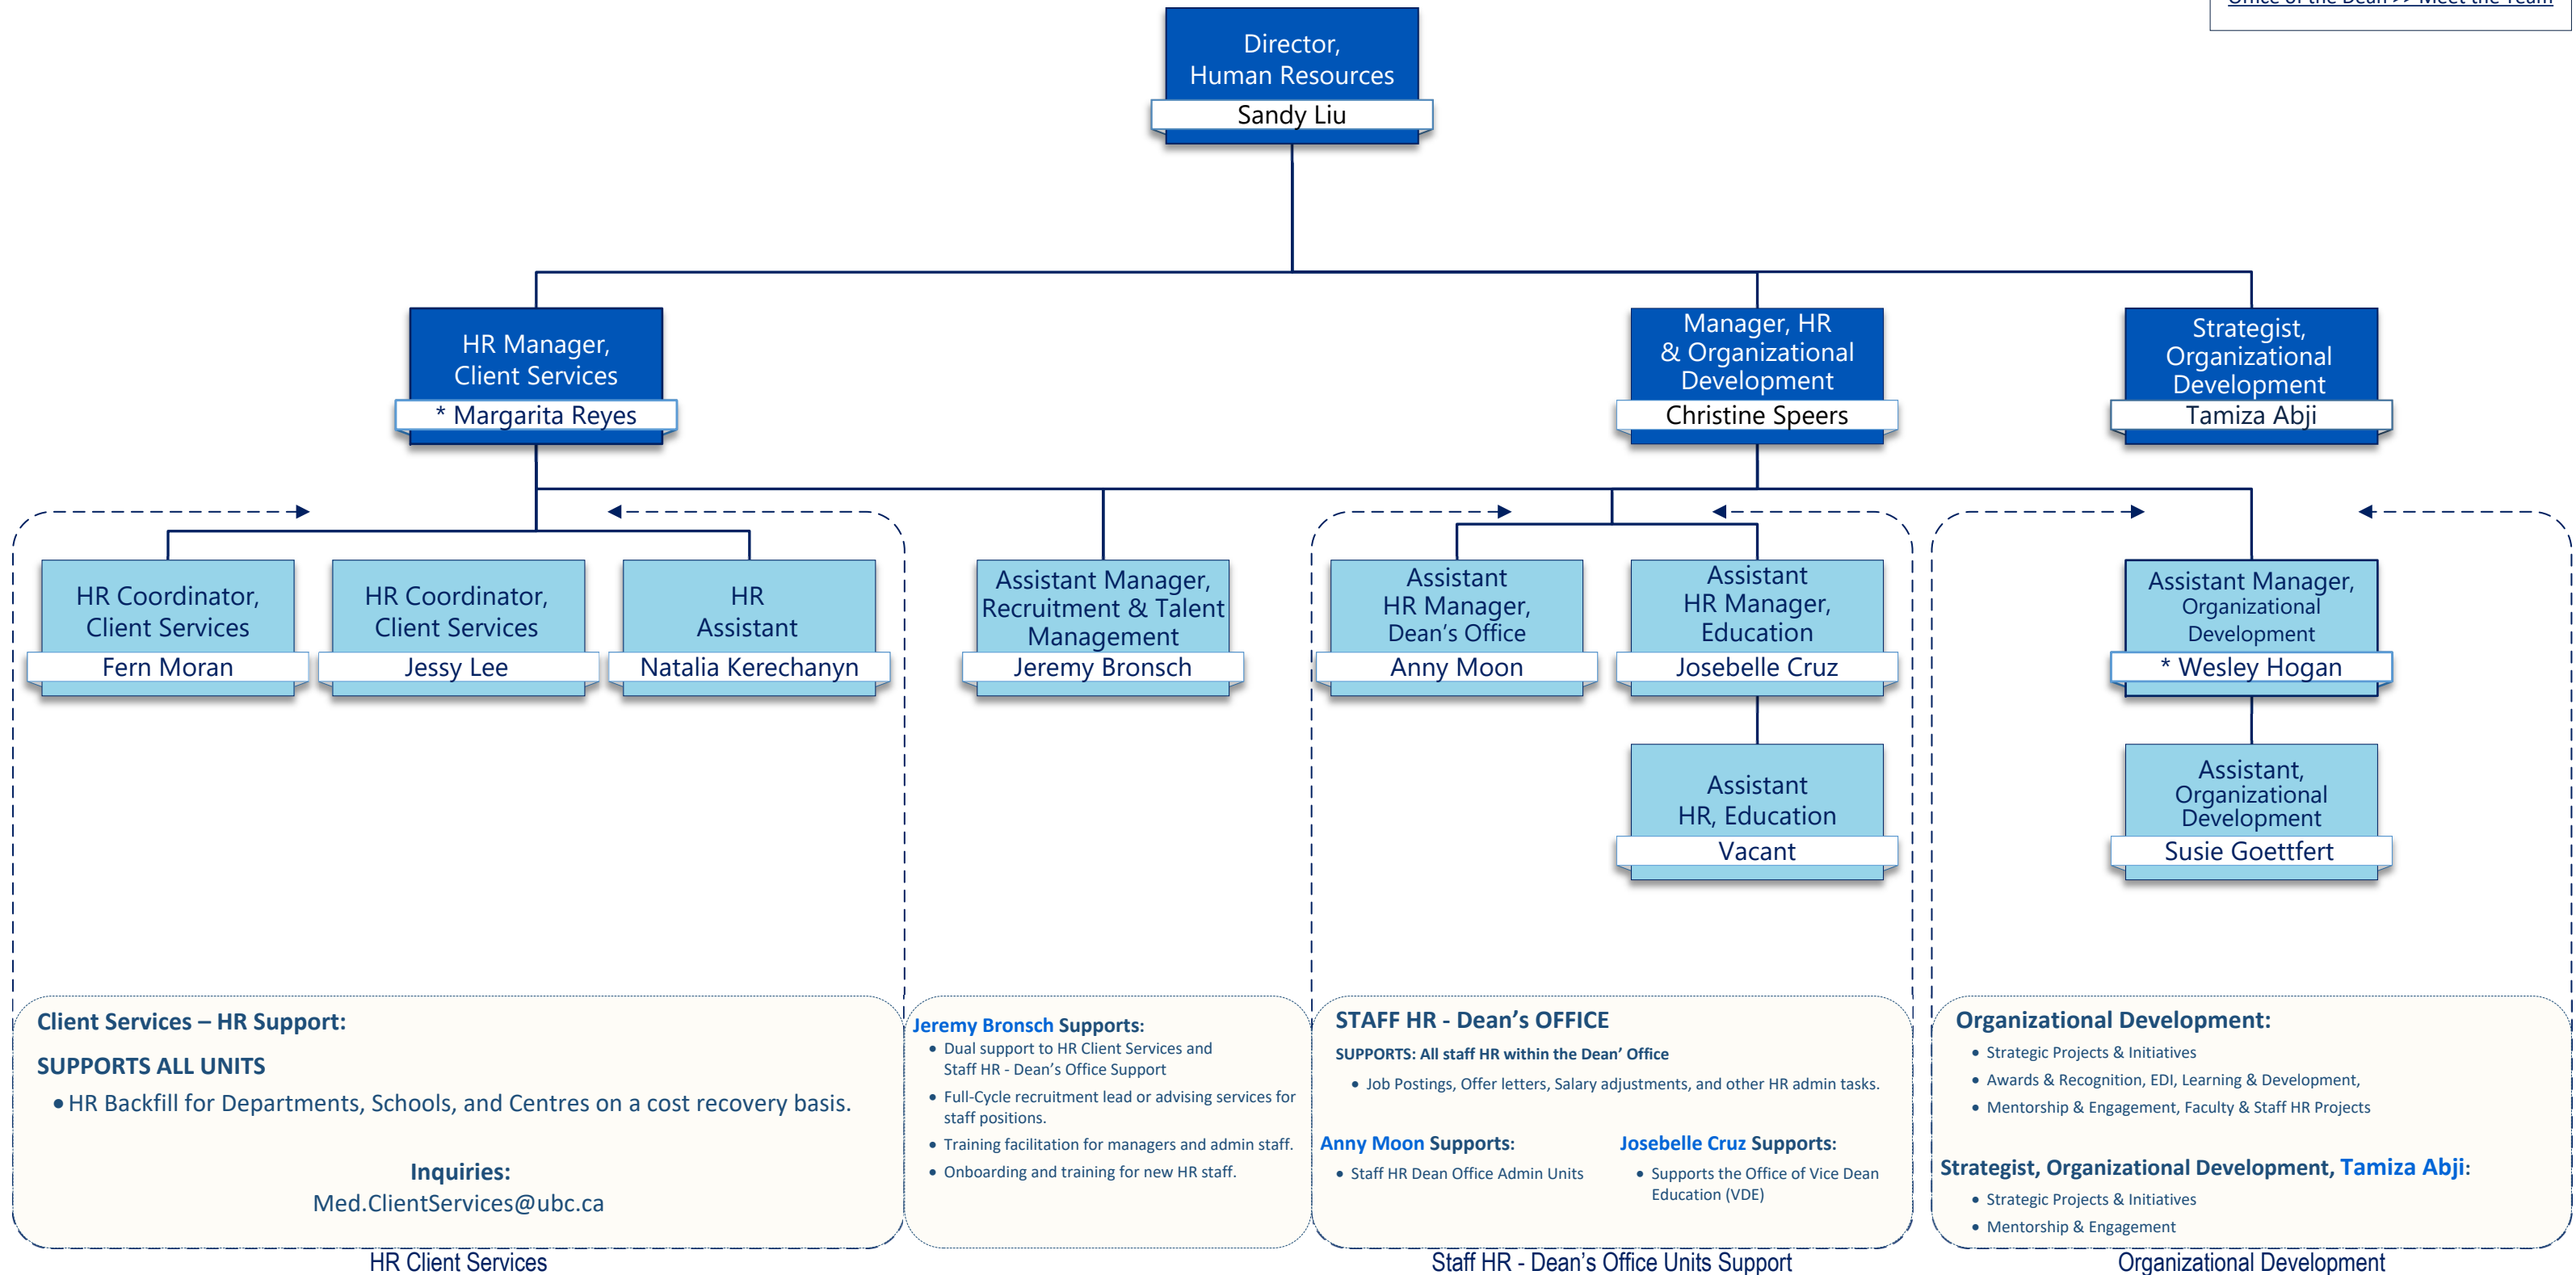 Office of the Dean >> Meet the Team
Director,
Human Resources
Sandy Liu
HR Manager,
Client Services
* Margarita Reyes
Manager, HR
& Organizational
Development
Christine Speers
Strategist,
Organizational
Development
Tamiza Abji
HR Coordinator,
Client Services
Fern Moran
HR Coordinator,
Client Services
Jessy Lee
HR
Assistant
Natalia Kerechanyn
Assistant Manager,
Recruitment & Talent
Management
Jeremy Bronsch
Assistant
HR Manager,
Dean’s Office
Anny Moon
Assistant
HR Manager,
Education
Josebelle Cruz
Assistant Manager,
Organizational
Development
* Wesley Hogan
Assistant
HR, Education
Vacant
Assistant,
Organizational
Development
Susie Goettfert
Client Services – HR Support:
SUPPORTS ALL UNITS
• HR Backfill for Departments, Schools, and Centres on a cost recovery basis.
Inquiries:
Med.ClientServices@ubc.ca
Jeremy Bronsch Supports:
• Dual support to HR Client Services and
Staff HR - Dean’s Office Support
• Full-Cycle recruitment lead or advising services for
staff positions.
• Training facilitation for managers and admin staff.
• Onboarding and training for new HR staff.
STAFF HR - Dean’s OFFICE
SUPPORTS: All staff HR within the Dean’ Office
• Job Postings, Offer letters, Salary adjustments, and other HR admin tasks.
Anny Moon Supports:
• Staff HR Dean Office Admin Units
Josebelle Cruz Supports:
• Supports the Office of Vice Dean
Education (VDE)
Organizational Development:
• Strategic Projects & Initiatives
• Awards & Recognition, EDI, Learning & Development,
• Mentorship & Engagement, Faculty & Staff HR Projects
Strategist, Organizational Development, Tamiza Abji:
• Strategic Projects & Initiatives
• Mentorship & Engagement
HR Client Services
Staff HR - Dean’s Office Units Support
Organizational Development